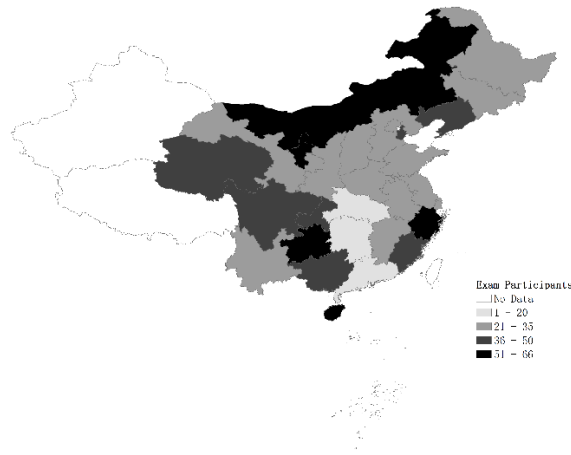 Exam Participants
No Data
1 - 20
21 - 35
36 - 50
51 - 66